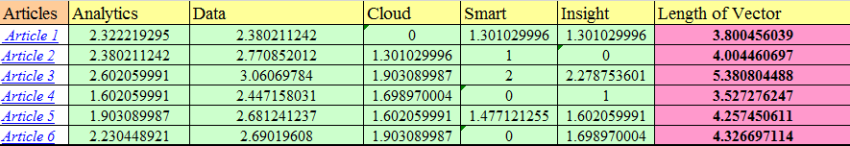 Articles Analytics Data Cloud Smart Insight Length of Vector
Article 1 2.322219295 2.380211242 0 1.301029996 1.301029996 3.800456039
Article 2 2.380211242 2.770852012 1.301029996 1 0 4.004460697
Article 3 2.602059991 3.06069784 1.903089987 2 2.278753601 5.380804488
Article 4 1.602059991 2.447158031 1.698970004 0 1 3.527276247
Article 5 1.903089987 2.681241237 1.602059991 1.477121255 1.602059991 4.257450611
Article 6 2.230448921 2.69019608 1.903089987 0 1.698970004 4.326697114